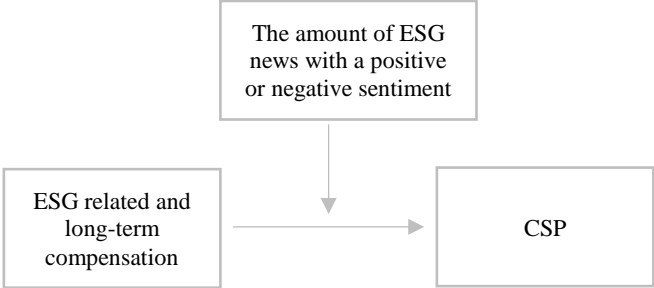 The amount of ESG
news with a positive
or negative sentiment
ESG related and
long-term
compensation
CSP